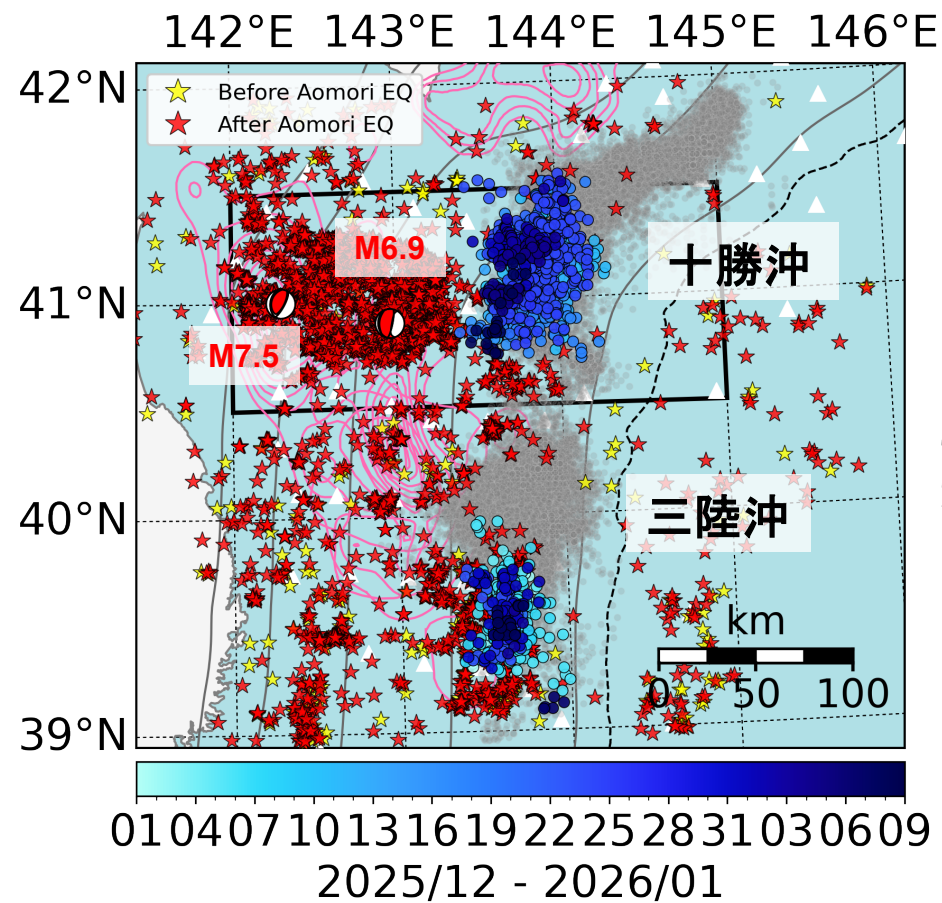 142°E 143°E 144°E 145°E 146°E
42°N
Before Aomori EQ
After Aomori EQ
M6.9
十勝沖
41°N
M7.5
40°N
三陸沖
km
0 50 100
39°N
01 04 07 10 13 16 19 22 25 28 31 03 06 09
2025/12 - 2026/01